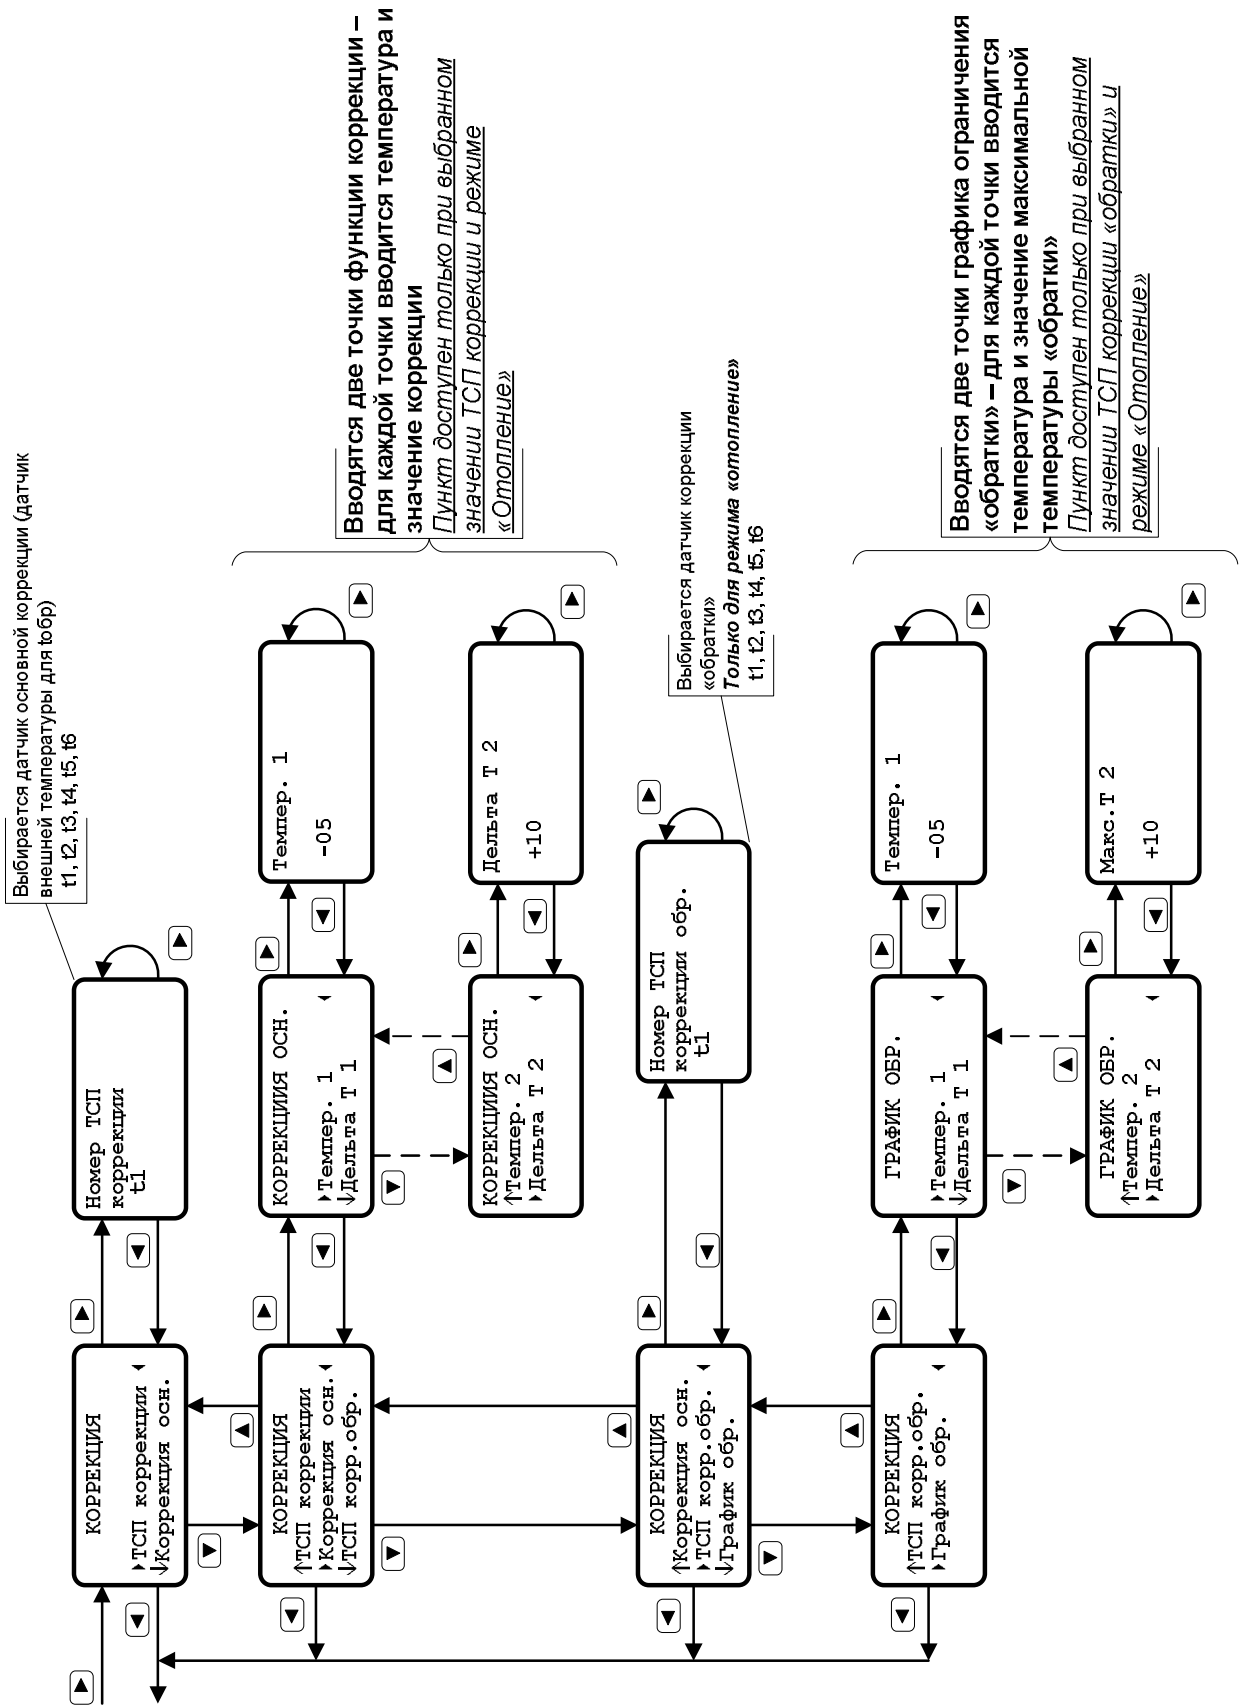 Выбирается датчик основной коррекции (датчик
внешней температуры для tобр)
t1, t2, t3, t4, t5, t6
КОРРЕКЦИЯ
ТСП коррекции
↓Коррекция осн.
Номер ТСП
коррекции
t1
КОРРЕКЦИЯ
↑ТСП коррекции
Коррекция осн.
↓ТСП корр.обр.
КОРРЕКЦИЯ ОСН.
Темпер. 1
↓Дельта Т 1
Темпер. 1
-05
Вводятся две точки функции коррекции –
для каждой точки вводится температура и
значение коррекции
Пункт доступен только при выбранном
значении ТСП коррекции и режиме
«Отопление»
КОРРЕКЦИИЯ ОСН.
↑Темпер. 2
Дельта Т 2
Дельта Т 2
+10
КОРРЕКЦИЯ
↑Коррекция осн.
ТСП корр.обр.
↓График обр.
Номер ТСП
коррекции обр.
t1
Выбирается датчик коррекции
«обратки»
Только для режима «отопление»
t1, t2, t3, t4, t5, t6
КОРРЕКЦИЯ
↑ТСП корр.обр.
График обр.
ГРАФИК ОБР.
Темпер. 1
↓Дельта Т 1
Темпер. 1
-05
Вводятся две точки графика ограничения
«обратки» – для каждой точки вводится
температура и значение максимальной
температуры «обратки»
Пункт доступен только при выбранном
значении ТСП коррекции «обратки» и
режиме «Отопление»
ГРАФИК ОБР.
↑Темпер. 2
Дельта Т 2
Макс.Т 2
+10